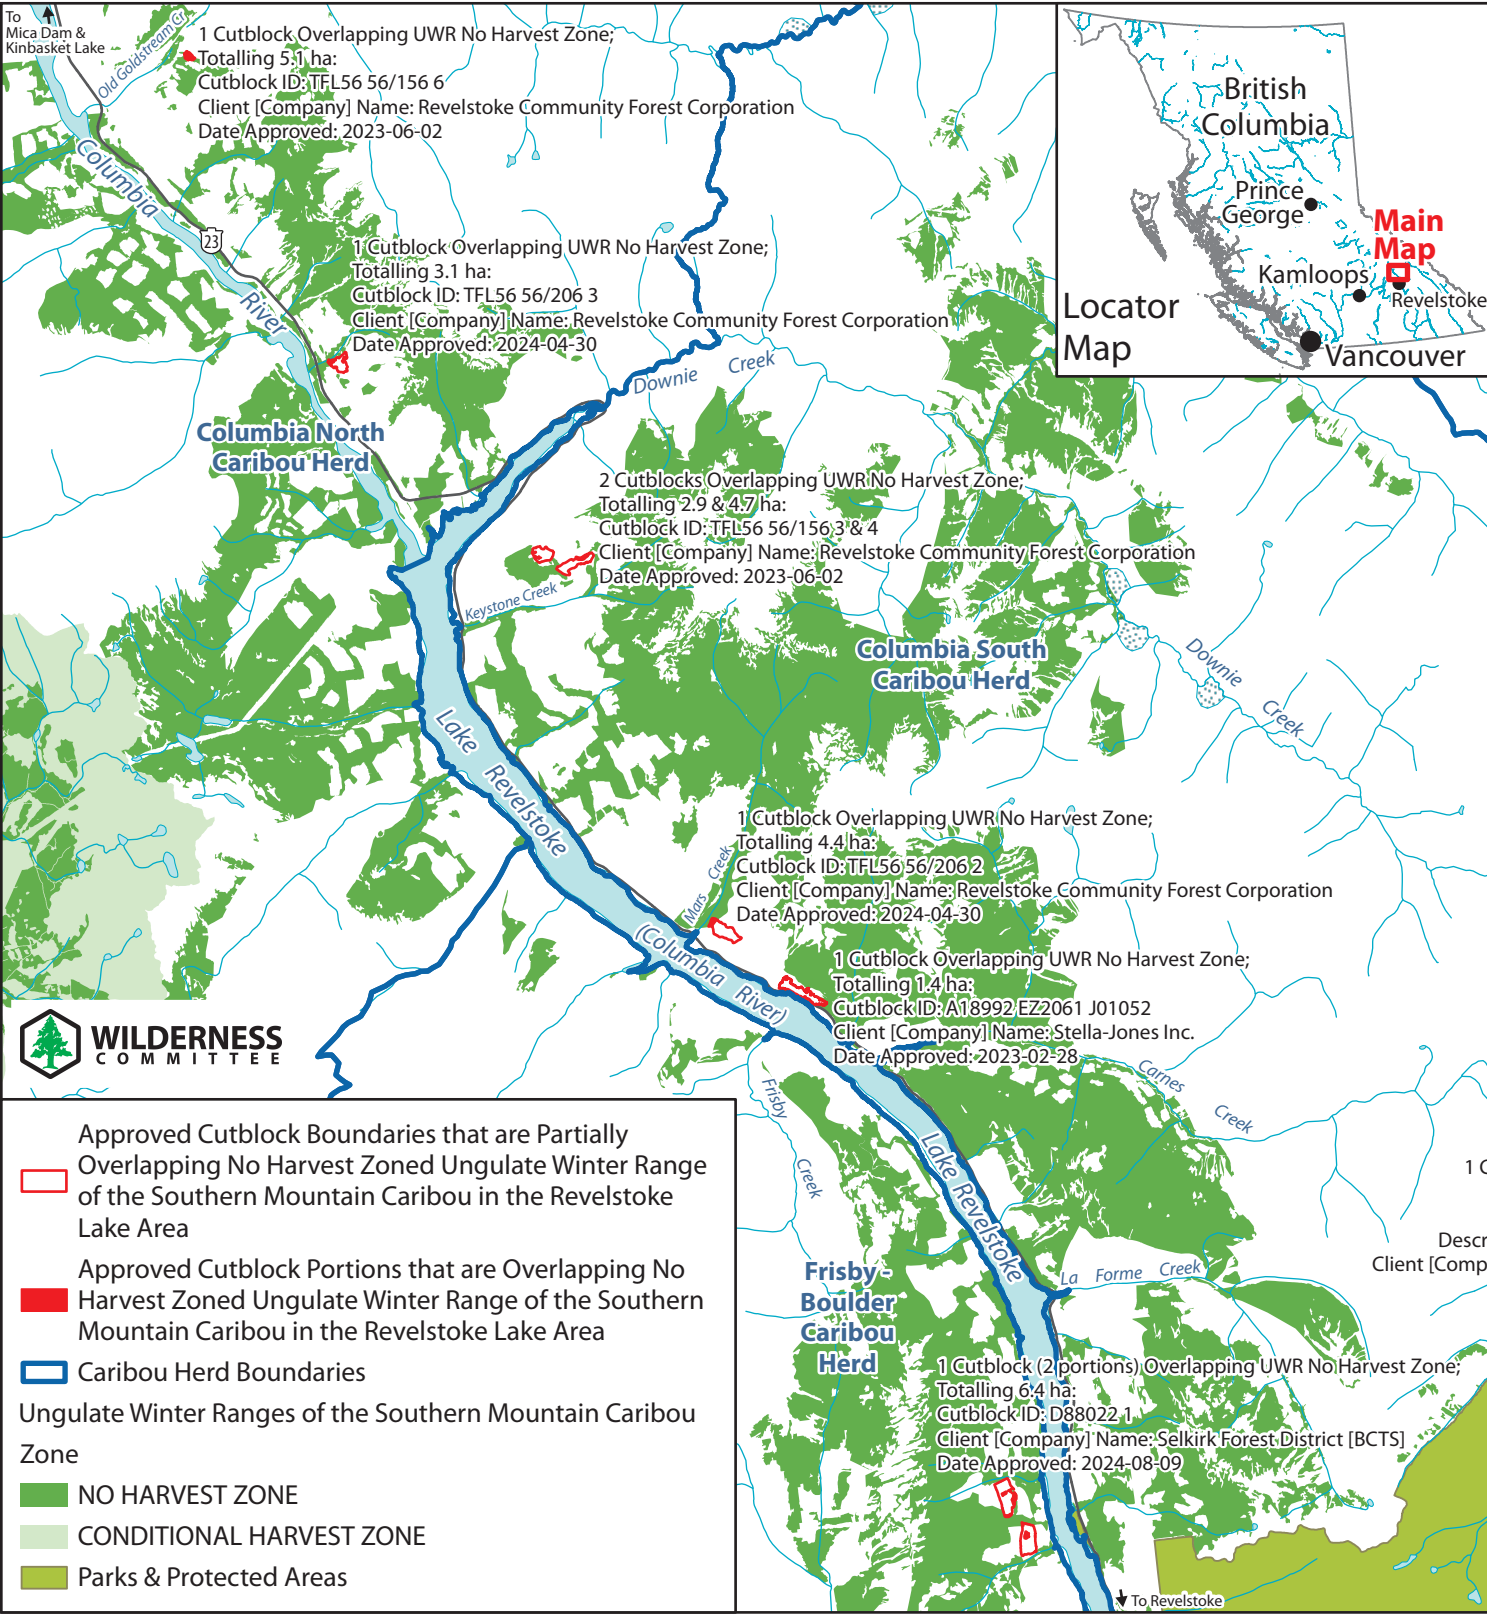 To
Mica Dam &
Kinbasket Lake
Old Goldstream Cr
1 Cutblock Overlapping UWR No Harvest Zone;
Totalling 5.1 ha:
Cutblock ID: TFL56 56/156 6
Client [Company] Name: Revelstoke Community Forest Corporation
Date Approved: 2023-06-02
Columbia
River
23
1 Cutblock Overlapping UWR No Harvest Zone;
Totalling 3.1 ha:
Cutblock ID: TFL56 56/206 3
Client [Company] Name: Revelstoke Community Forest Corporation
Date Approved: 2024-04-30
British
Columbia
Prince
George
Main
Map
Kamloops
Revelstoke
Locator
Map
Vancouver
Downie Creek
Columbia North
Caribou Herd
2 Cutblocks Overlapping UWR No Harvest Zone;
Totalling 2.9 & 4.7 ha:
Cutblock ID: TFL56 56/156 3 & 4
Client [Company] Name: Revelstoke Community Forest Corporation
Date Approved: 2023-06-02
Keystone Creek
Columbia South
Caribou Herd
Downie
Creek
Lake
Revelstoke
1 Cutblock Overlapping UWR No Harvest Zone;
Totalling 4.4 ha:
Cutblock ID: TFL56 56/206 2
Client [Company] Name: Revelstoke Community Forest Corporation
Date Approved: 2024-04-30
Mars Creek
(Columbia River)
1 Cutblock Overlapping UWR No Harvest Zone;
Totalling 1.4 ha:
Cutblock ID: A18992 EZ2061 J01052
Client [Company] Name: Stella-Jones Inc.
Date Approved: 2023-02-28
WILDERNESS
COMMITTEE
Carnes
Creek
Frisby
Creek
Lake Revelstoke
La Forme Creek
1 C
Descr
Client [Comp
Frisby -
Boulder
Caribou
Herd
1 Cutblock (2 portions) Overlapping UWR No Harvest Zone;
Totalling 6.4 ha:
Cutblock ID: D88022 1
Client [Company] Name: Selkirk Forest District [BCTS]
Date Approved: 2024-08-09
To Revelstoke
Approved Cutblock Boundaries that are Partially
Overlapping No Harvest Zoned Ungulate Winter Range
of the Southern Mountain Caribou in the Revelstoke
Lake Area
Approved Cutblock Portions that are Overlapping No
Harvest Zoned Ungulate Winter Range of the Southern
Mountain Caribou in the Revelstoke Lake Area
Caribou Herd Boundaries
Ungulate Winter Ranges of the Southern Mountain Caribou
Zone
NO HARVEST ZONE
CONDITIONAL HARVEST ZONE
Parks & Protected Areas